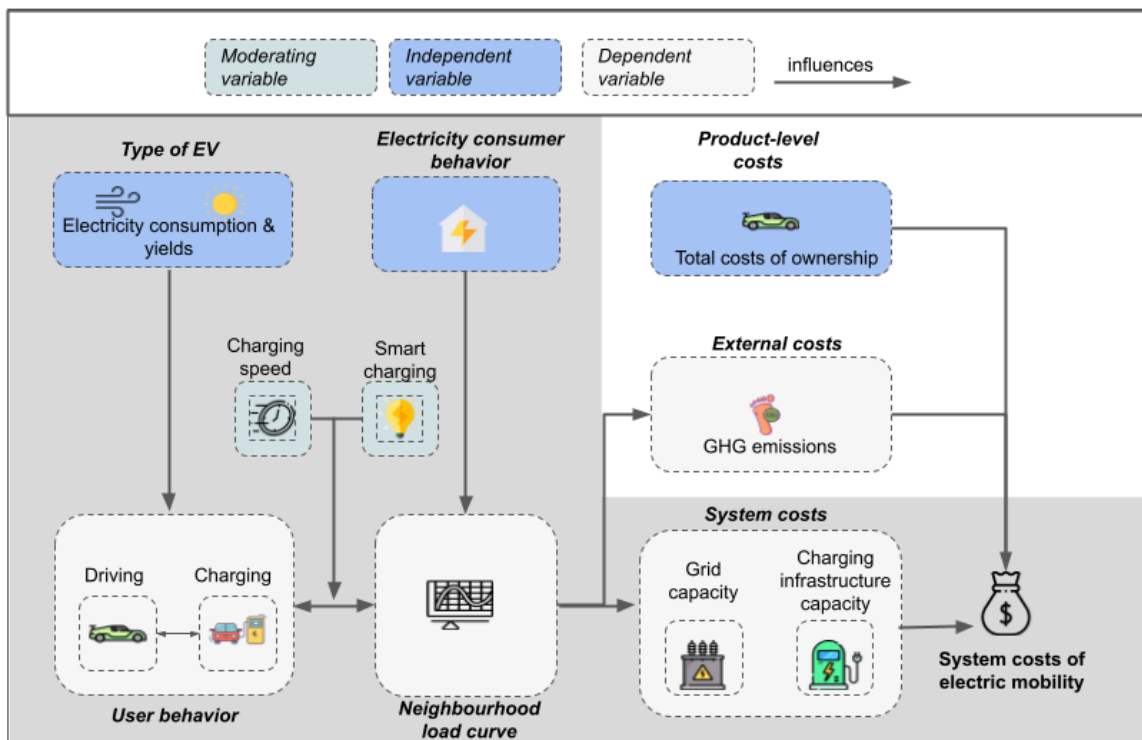 Moderating
variable
Independent
variable
Dependent
variable
influences
Type of EV
Electricity consumer
behavior
Product-level
costs
Electricity consumption &
yields
Total costs of ownership
Charging
speed
Smart
charging
External costs
GHG emissions
System costs
Driving
Charging
Grid
capacity
Charging
infrastructure
capacity
$
System costs of
electric mobility
User behavior
Neighbourhood
load curve